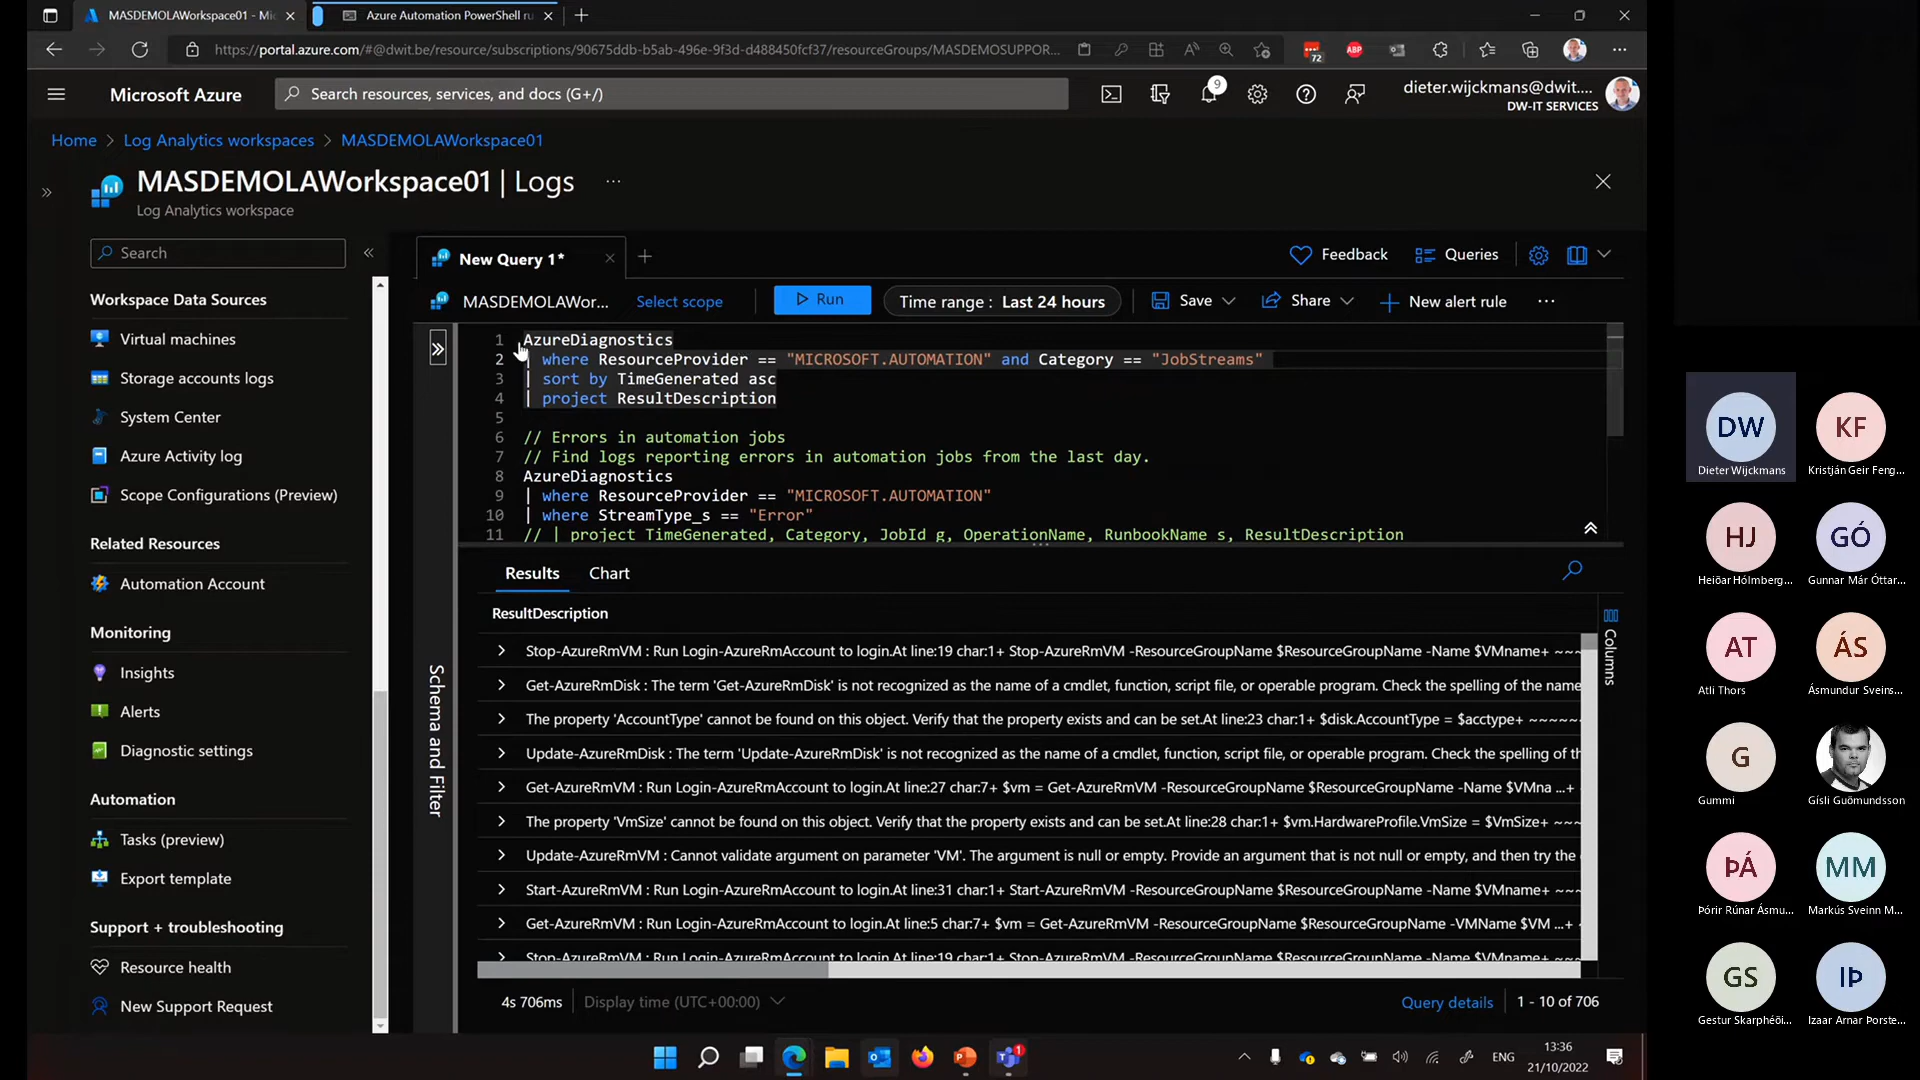 MASDEMOLAWorkspace01 - Mi
Azure Automation PowerShell ru
https://portal.azure.com/#@dwit.be/resource/subscriptions/90675ddb-b5ab-496e-9f3d-d488450fcf37/resourceGroups/MASDEMOSUPPOR...
72
ABP
Microsoft Azure
Search resources, services, and docs (G+/)
9
dieter.wijckmans@dwit....
DW-IT SERVICES
Home > Log Analytics workspaces > MASDEMOLAWorkspace01
MASDEMOLAWorkspace01 | Logs ...
Log Analytics workspace
Search
Workspace Data Sources
Virtual machines
Storage accounts logs
System Center
Azure Activity log
Scope Configurations (Preview)
Related Resources
Automation Account
Monitoring
Insights
Alerts
Diagnostic settings
Automation
Tasks (preview)
Export template
Support + troubleshooting
Resource health
New Support Request
New Query 1*
Feedback
Queries
MASDEMOLAWor...
Select scope
Run
Time range : Last 24 hours
Save
Share
New alert rule
1 AzureDiagnostics
2 | where ResourceProvider == "MICROSOFT.AUTOMATION" and Category == "JobStreams"
3 | sort by TimeGenerated asc
4 | project ResultDescription
5
6 // Errors in automation jobs
7 // Find logs reporting errors in automation jobs from the last day.
8 AzureDiagnostics
9 | where ResourceProvider == "MICROSOFT.AUTOMATION"
10 | where StreamType_s == "Error"
11 // | project TimeGenerated, Category, JobId_g, OperationName, RunbookName_s, ResultDescription
Schema and Filter
Results
Chart
ResultDescription
Stop-AzureRmVM : Run Login-AzureRmAccount to login.At line:19 char:1+ Stop-AzureRmVM -ResourceGroupName $ResourceGroupName -Name $VMname+ ~~~
Get-AzureRmDisk : The term 'Get-AzureRmDisk' is not recognized as the name of a cmdlet, function, script file, or operable program. Check the spelling of the name
The property 'AccountType' cannot be found on this object. Verify that the property exists and can be set.At line:23 char:1+ $disk.AccountType = $acctype+ ~~~~~~
Update-AzureRmDisk : The term 'Update-AzureRmDisk' is not recognized as the name of a cmdlet, function, script file, or operable program. Check the spelling of th
Get-AzureRmVM : Run Login-AzureRmAccount to login.At line:27 char:7+ $vm = Get-AzureRmVM -ResourceGroupName $ResourceGroupName -Name $VMna ...+
The property 'VmSize' cannot be found on this object. Verify that the property exists and can be set.At line:28 char:1+ $vm.HardwareProfile.VmSize = $VmSize+ ~~~
Update-AzureRmVM : Cannot validate argument on parameter 'VM'. The argument is null or empty. Provide an argument that is not null or empty, and then try the
Start-AzureRmVM : Run Login-AzureRmAccount to login.At line:31 char:1+ Start-AzureRmVM -ResourceGroupName $ResourceGroupName -Name $VMname+ ~~~
Get-AzureRmVM : Run Login-AzureRmAccount to login.At line:5 char:7+ $vm = Get-AzureRmVM -ResourceGroupName $ResourceGroupName -VMName $VM ...+
Stop-AzureRmVM : Run Login-AzureRmAccount to login.At line:19 char:1+ Stop-AzureRmVM -ResourceGroupName $ResourceGroupName -Name $VMname+ ~~~
Columns
4s 706ms
Display time (UTC+00:00)
Query details
1 - 10 of 706
1
ENG
13:36
21/10/2022
DW
Dieter Wijckmans
KF
Kristján Geir Feng...
HJ
Heiðar Hólmberg...
GÓ
Gunnar Már Óttar...
AT
Atli Thors
ÁS
Ásmundur Sveins...
G
Gummi
Gísli Guðmundsson
ÞÁ
Þórir Rúnar Ásmu...
MM
Markús Sveinn M...
GS
Gestur Skarphéði...
IÞ
Izaar Arnar Þorste...